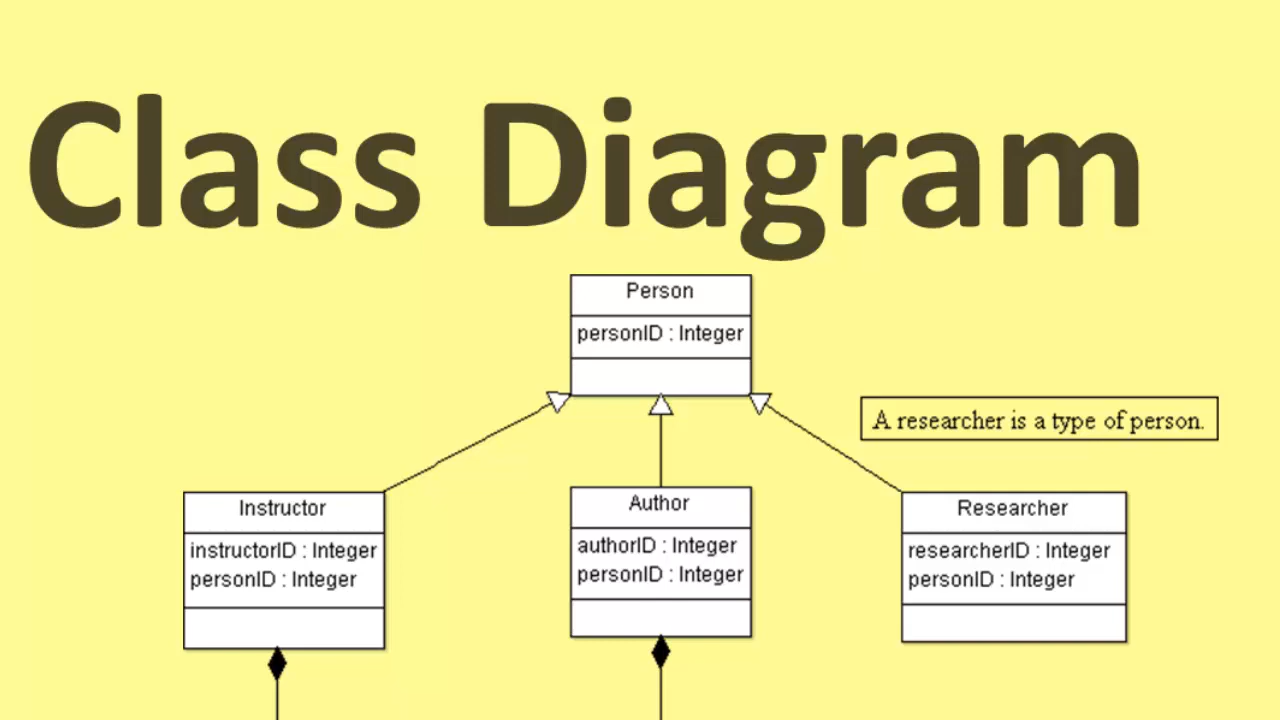 Class Diagram
Person
personID : Integer
A researcher is a type of person.
Instructor
instructorID : Integer
personID : Integer
Author
authorID : Integer
personID : Integer
Researcher
researcherID : Integer
personID : Integer